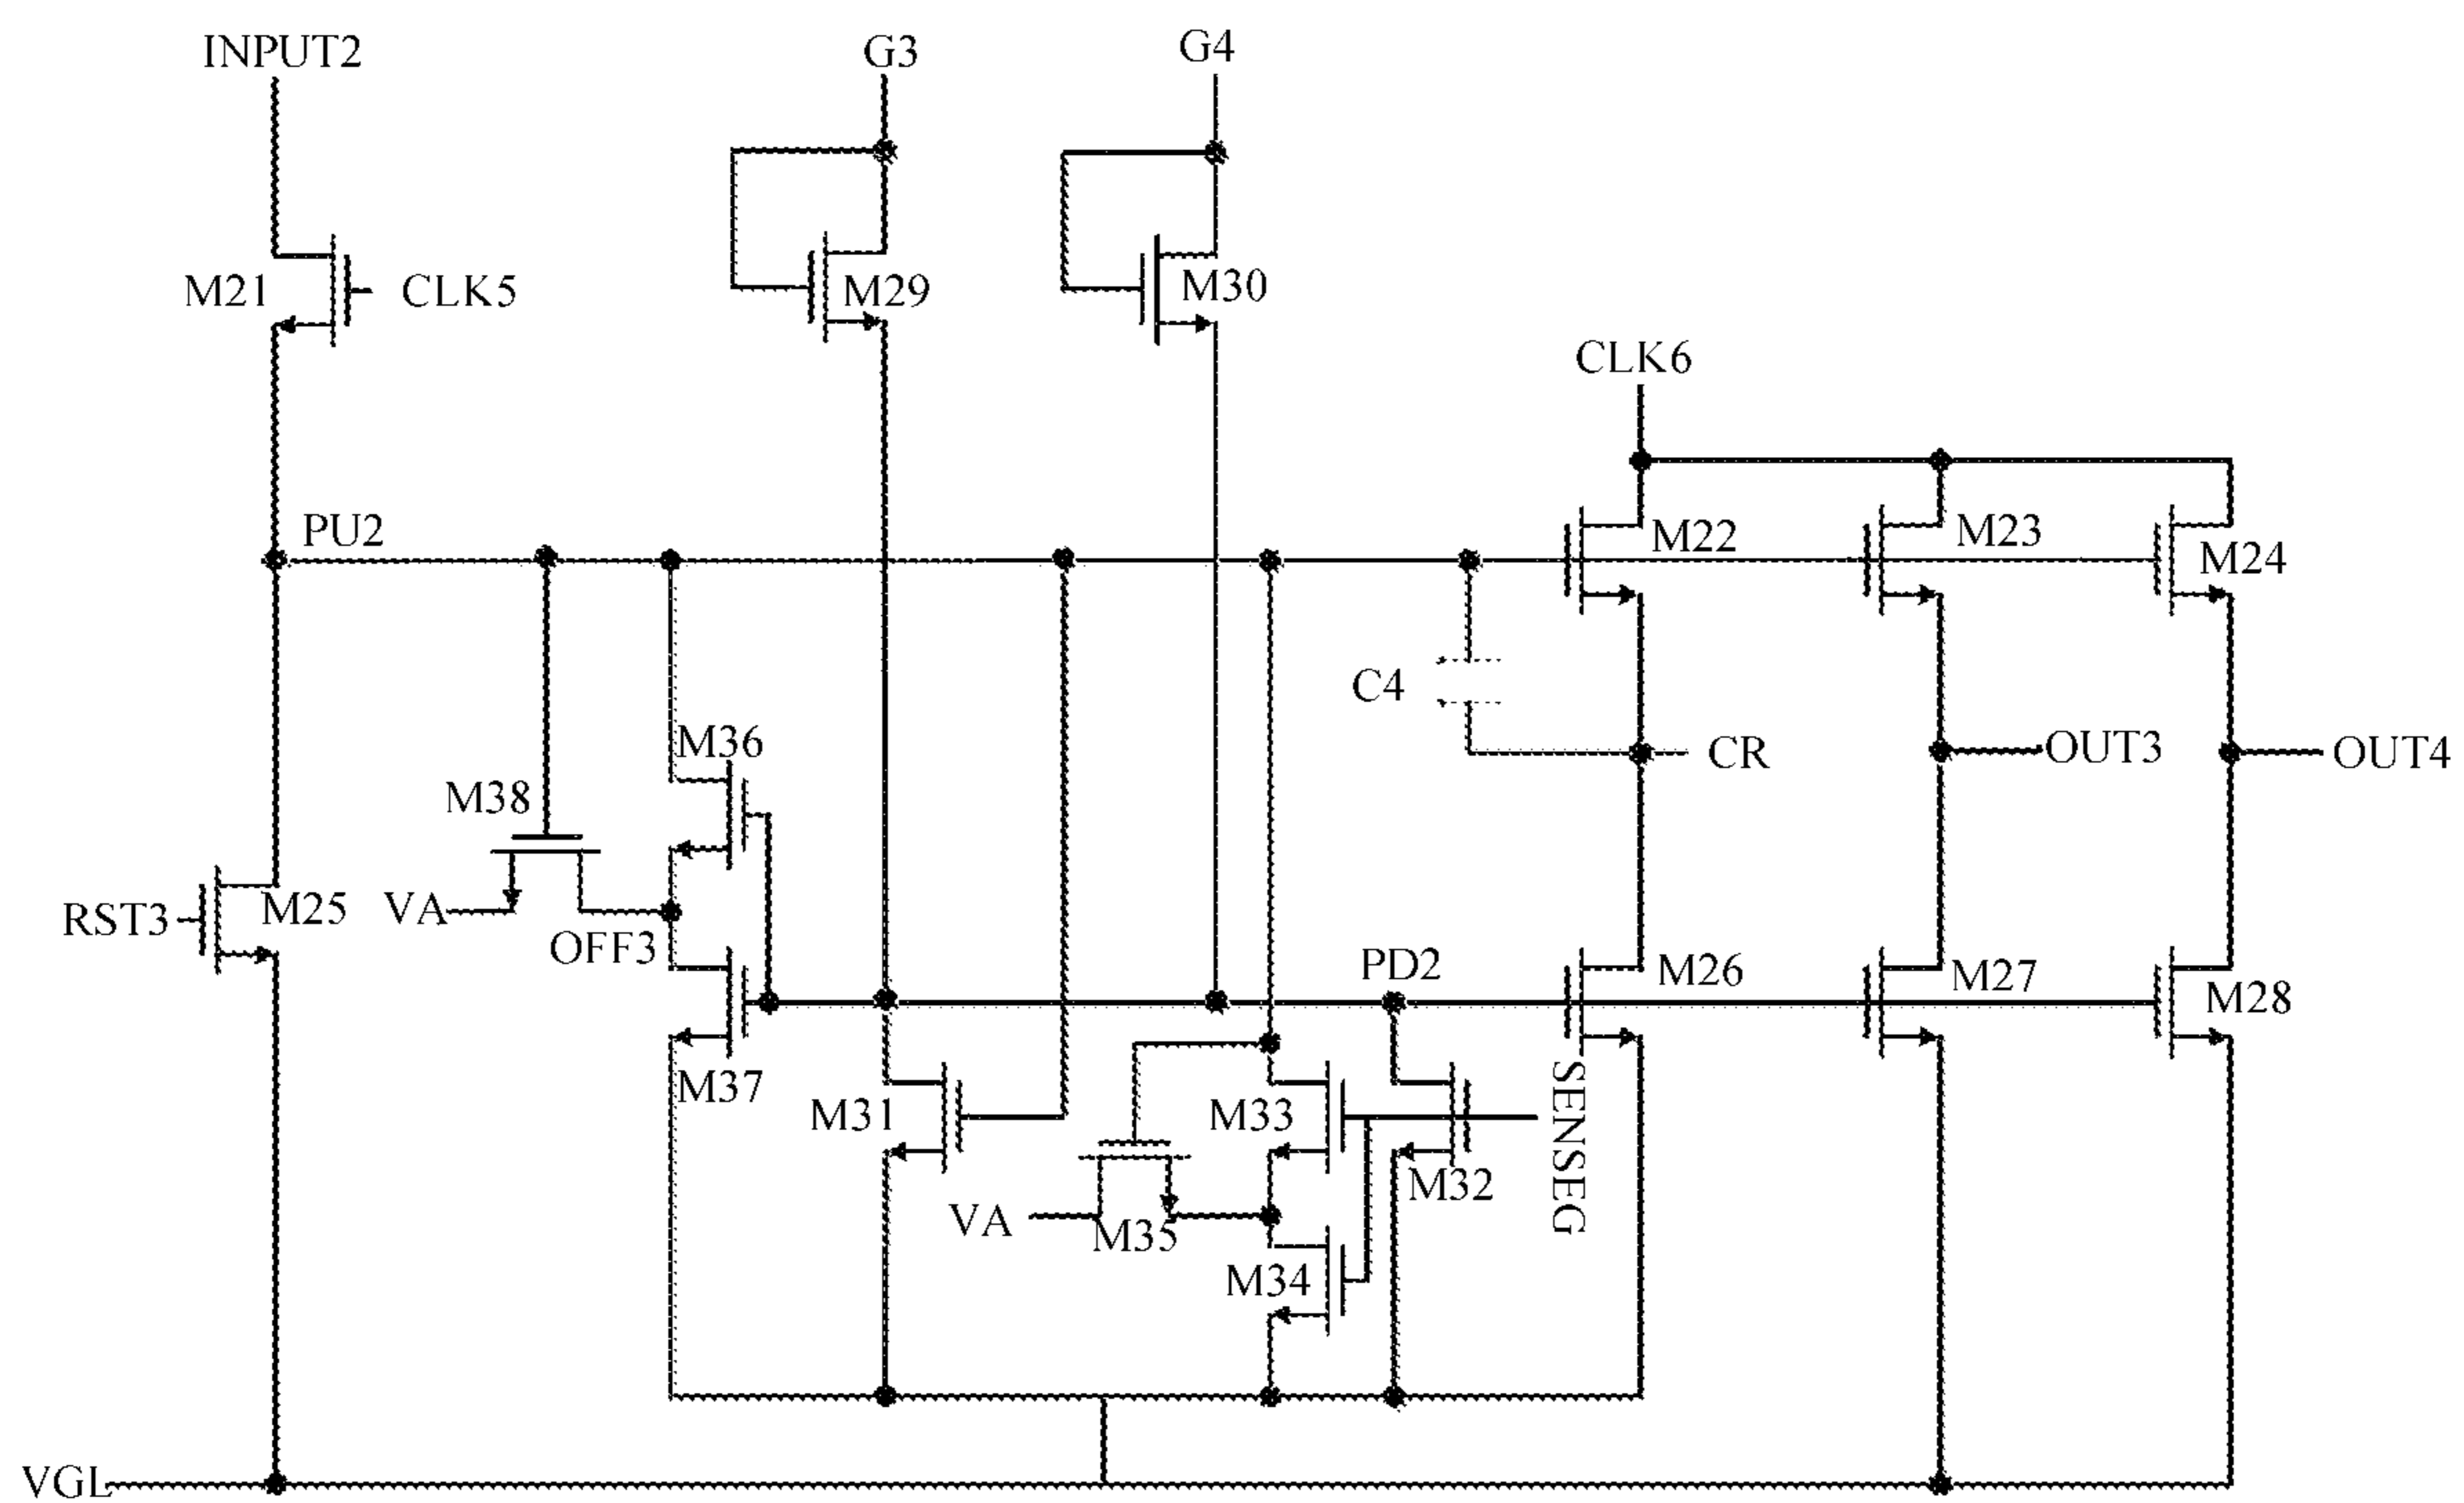 INPUT2
G3
G4
M21
CLK5
M29
M30
CLK6
PU2
M22
M23
M24
C4
M36
CR
OUT3
OUT4
M38
RST3
M25
VA
OFF3
PD2
M26
M27
M28
M37
M31
M33
SENSEG
M32
VA
M35
M34
VGL